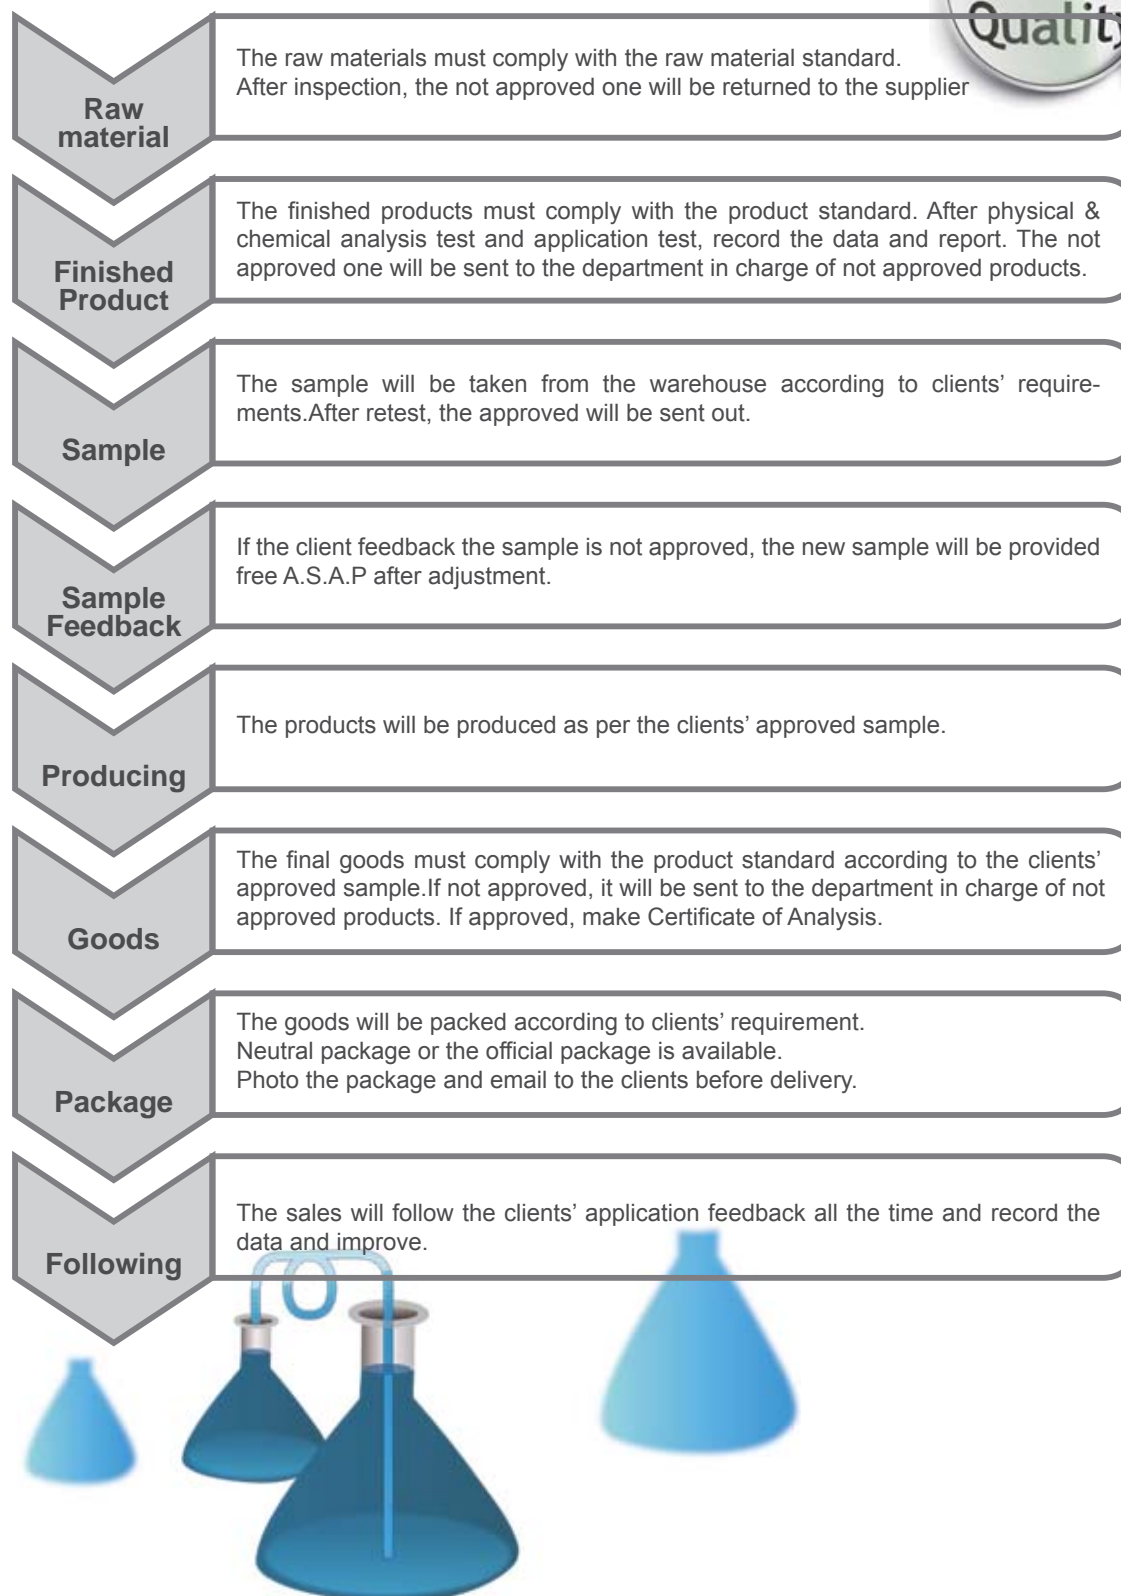 Quality
Raw
material
The raw materials must comply with the raw material standard.
After inspection, the not approved one will be returned to the supplier
Finished
Product
The finished products must comply with the product standard. After physical &
chemical analysis test and application test, record the data and report. The not
approved one will be sent to the department in charge of not approved products.
Sample
The sample will be taken from the warehouse according to clients’ require-
ments.After retest, the approved will be sent out.
Sample
Feedback
If the client feedback the sample is not approved, the new sample will be provided
free A.S.A.P after adjustment.
Producing
The products will be produced as per the clients’ approved sample.
Goods
The final goods must comply with the product standard according to the clients’
approved sample.If not approved, it will be sent to the department in charge of not
approved products. If approved, make Certificate of Analysis.
Package
The goods will be packed according to clients’ requirement.
Neutral package or the official package is available.
Photo the package and email to the clients before delivery.
Following
The sales will follow the clients’ application feedback all the time and record the
data and improve.